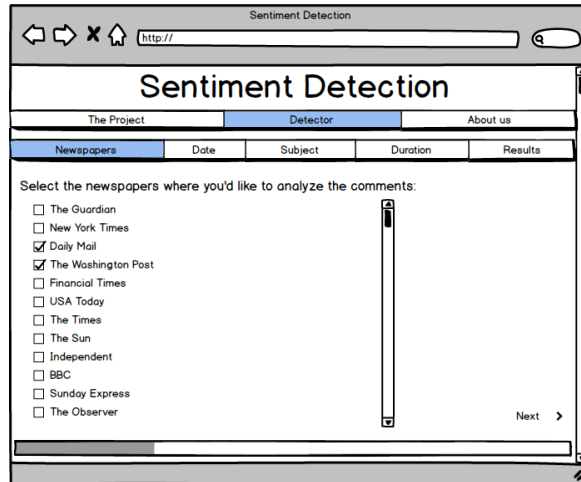 Sentiment Detection
http://
Sentiment Detection
The Project Detector About us
Newspapers Date Subject Duration Results
Select the newspapers where you'd like to analyze the comments:
The Guardian
New York Times
Daily Mail
The Washington Post
Financial Times
USA Today
The Times
The Sun
Independent
BBC
Sunday Express
The Observer
Next >